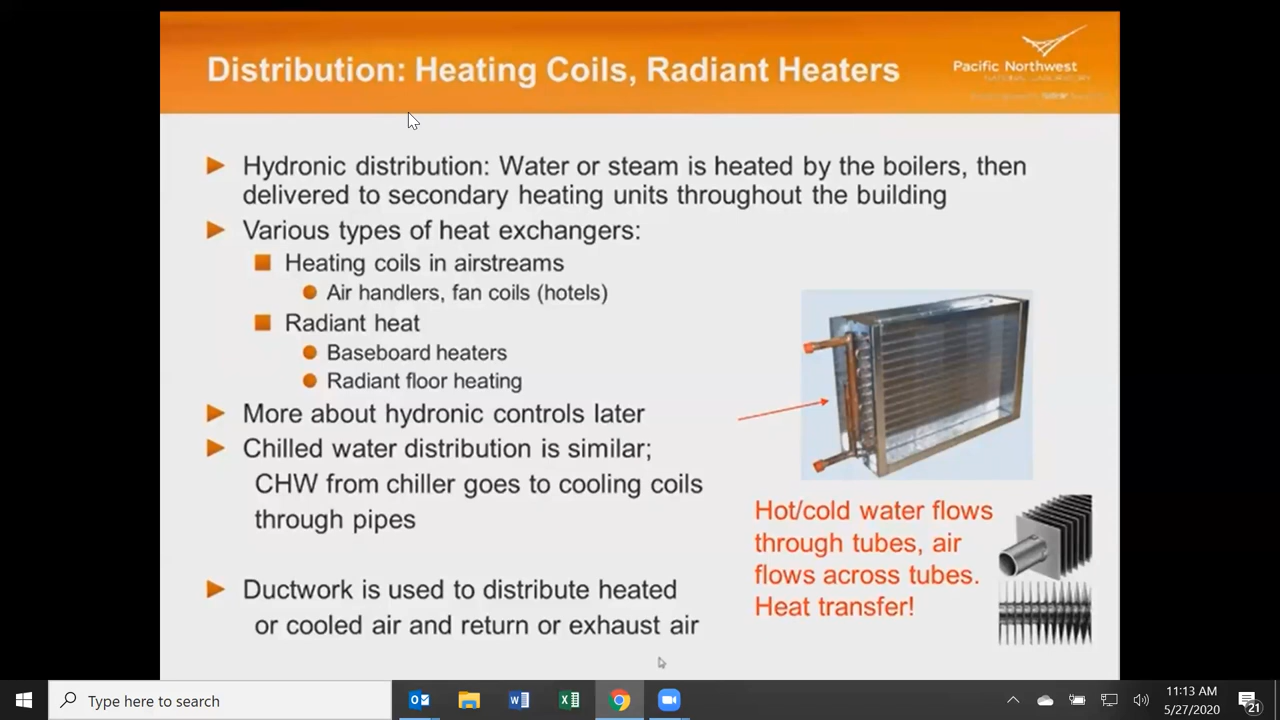 Distribution: Heating Coils, Radiant Heaters
Pacific Northwest
NATIONAL LABORATORY
Hydronic distribution: Water or steam is heated by the boilers, then
delivered to secondary heating units throughout the building
Various types of heat exchangers:
Heating coils in airstreams
Air handlers, fan coils (hotels)
Radiant heat
Baseboard heaters
Radiant floor heating
More about hydronic controls later
Chilled water distribution is similar;
CHW from chiller goes to cooling coils
through pipes
Ductwork is used to distribute heated
or cooled air and return or exhaust air
Hot/cold water flows
through tubes, air
flows across tubes.
Heat transfer!
Type here to search
11:13 AM
5/27/2020
21